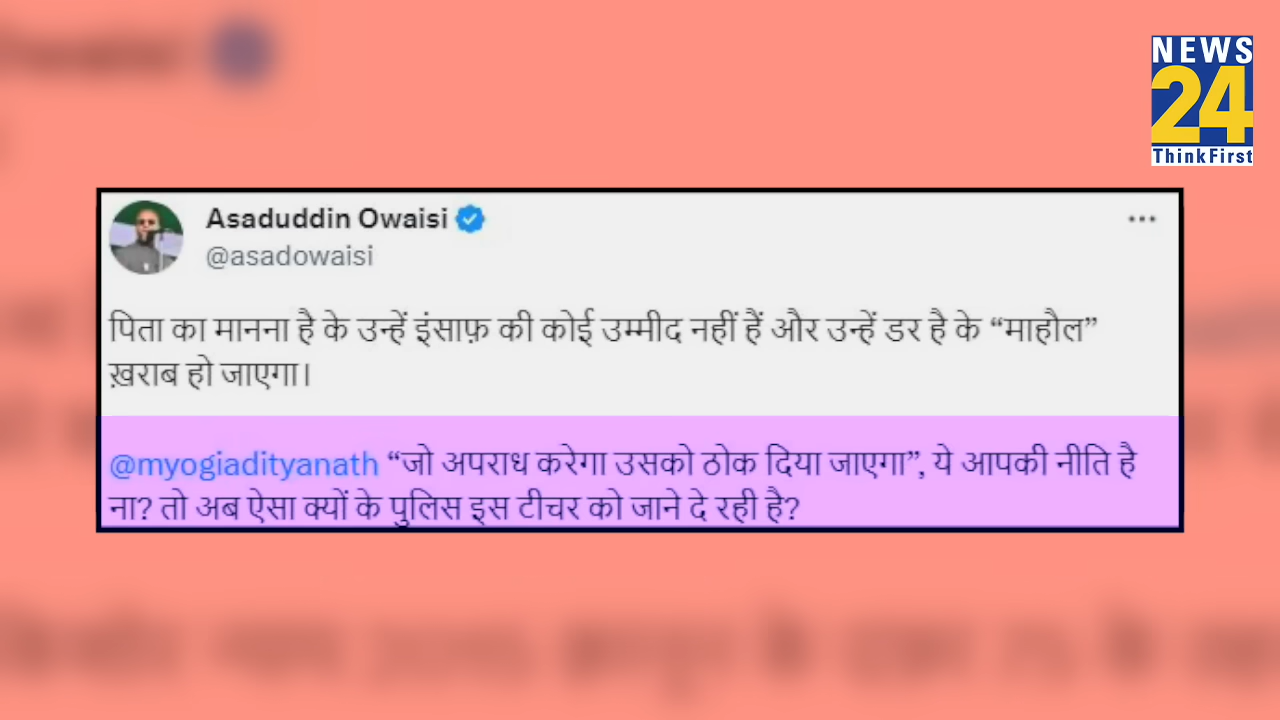 NEWS
24
ThinkFirst
Asaduddin Owaisi
@asadowaisi
पिता का मानना है के उन्हें इंसाफ़ की कोई उम्मीद नहीं हैं और उन्हें डर है के “माहौल”
ख़राब हो जाएगा।
@myogiadityanath “जो अपराध करेगा उसको ठोक दिया जाएगा”, ये आपकी नीति है
ना? तो अब ऐसा क्यों के पुलिस इस टीचर को जाने दे रही है?